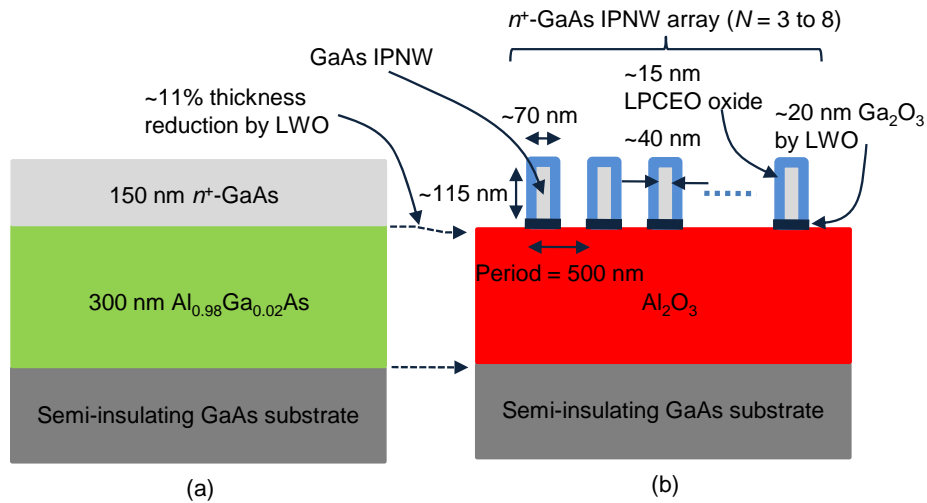 n⁺-GaAs IPNW array (N = 3 to 8)
GaAs IPNW
~15 nm
LPCEO oxide
~11% thickness
reduction by LWO
~70 nm
~40 nm
~20 nm Ga₂O₃
by LWO
150 nm n⁺-GaAs
~115 nm
Period = 500 nm
300 nm Al₀.₉₈Ga₀.₀₂As
Al₂O₃
Semi-insulating GaAs substrate
Semi-insulating GaAs substrate
(a)
(b)